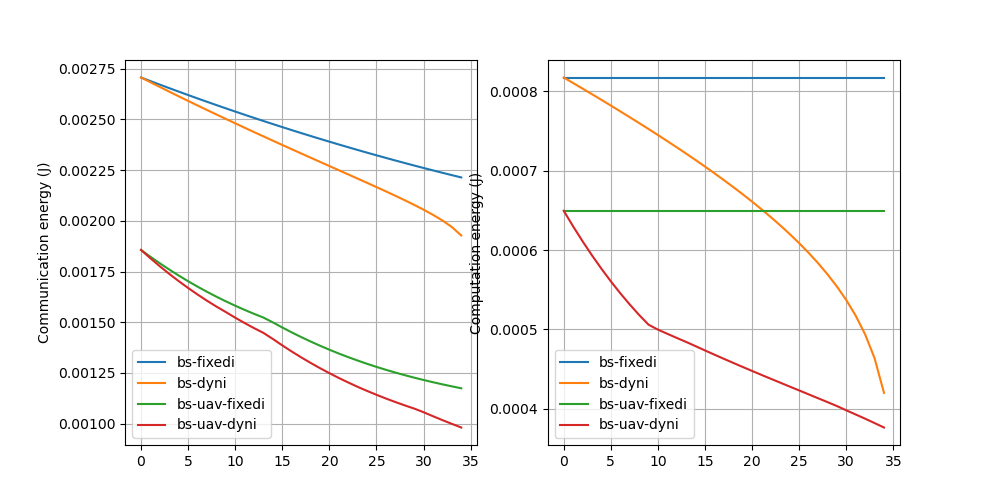 Communication energy (J)
0.00275
0.00250
0.00225
0.00200
0.00175
0.00150
0.00125
0.00100
0 5 10 15 20 25 30 35
bs-fixedi
bs-dyni
bs-uav-fixedi
bs-uav-dyni
Computation energy (J)
0.0008
0.0007
0.0006
0.0005
0.0004
0 5 10 15 20 25 30 35
bs-fixedi
bs-dyni
bs-uav-fixedi
bs-uav-dyni